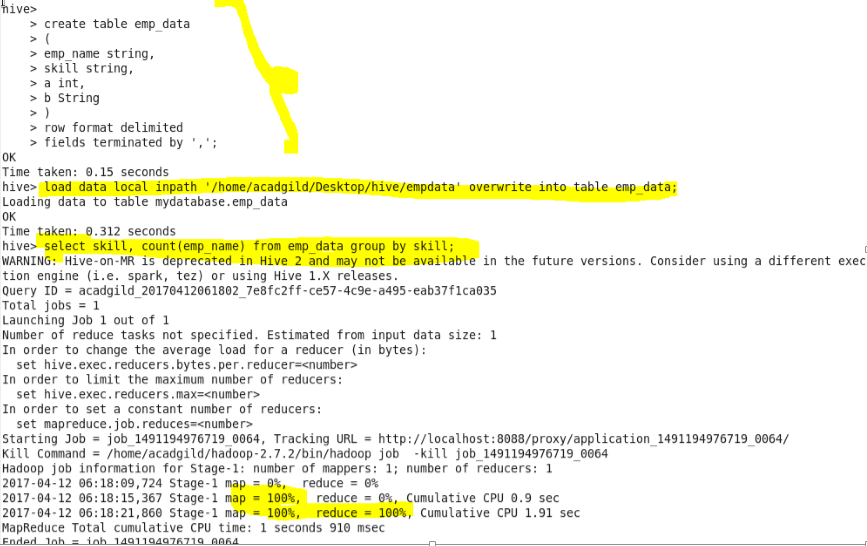 hive>
> create table emp_data
> (
> emp_name string,
> skill string,
> a int,
> b String
> )
> row format delimited
> fields terminated by ',';
OK
Time taken: 0.15 seconds
hive> load data local inpath '/home/acadgild/Desktop/hive/empdata' overwrite into table emp_data;
Loading data to table mydatabase.emp_data
OK
Time taken: 0.312 seconds
hive> select skill, count(emp_name) from emp_data group by skill;
WARNING: Hive-on-MR is deprecated in Hive 2 and may not be available in the future versions. Consider using a different exec
tion engine (i.e. spark, tez) or using Hive 1.X releases.
Query ID = acadgild_20170412061802_7e8fc2ff-ce57-4c9e-a495-eab37f1ca035
Total jobs = 1
Launching Job 1 out of 1
Number of reduce tasks not specified. Estimated from input data size: 1
In order to change the average load for a reducer (in bytes):
set hive.exec.reducers.bytes.per.reducer=<number>
In order to limit the maximum number of reducers:
set hive.exec.reducers.max=<number>
In order to set a constant number of reducers:
set mapreduce.job.reduces=<number>
Starting Job = job_1491194976719_0064, Tracking URL = http://localhost:8088/proxy/application_1491194976719_0064/
Kill Command = /home/acadgild/hadoop-2.7.2/bin/hadoop job  -kill job_1491194976719_0064
Hadoop job information for Stage-1: number of mappers: 1; number of reducers: 1
2017-04-12 06:18:09,724 Stage-1 map = 0%,  reduce = 0%
2017-04-12 06:18:15,367 Stage-1 map = 100%,  reduce = 0%, Cumulative CPU 0.9 sec
2017-04-12 06:18:21,860 Stage-1 map = 100%,  reduce = 100%, Cumulative CPU 1.91 sec
MapReduce Total cumulative CPU time: 1 seconds 910 msec
Ended Job = job_1491194976719_0064